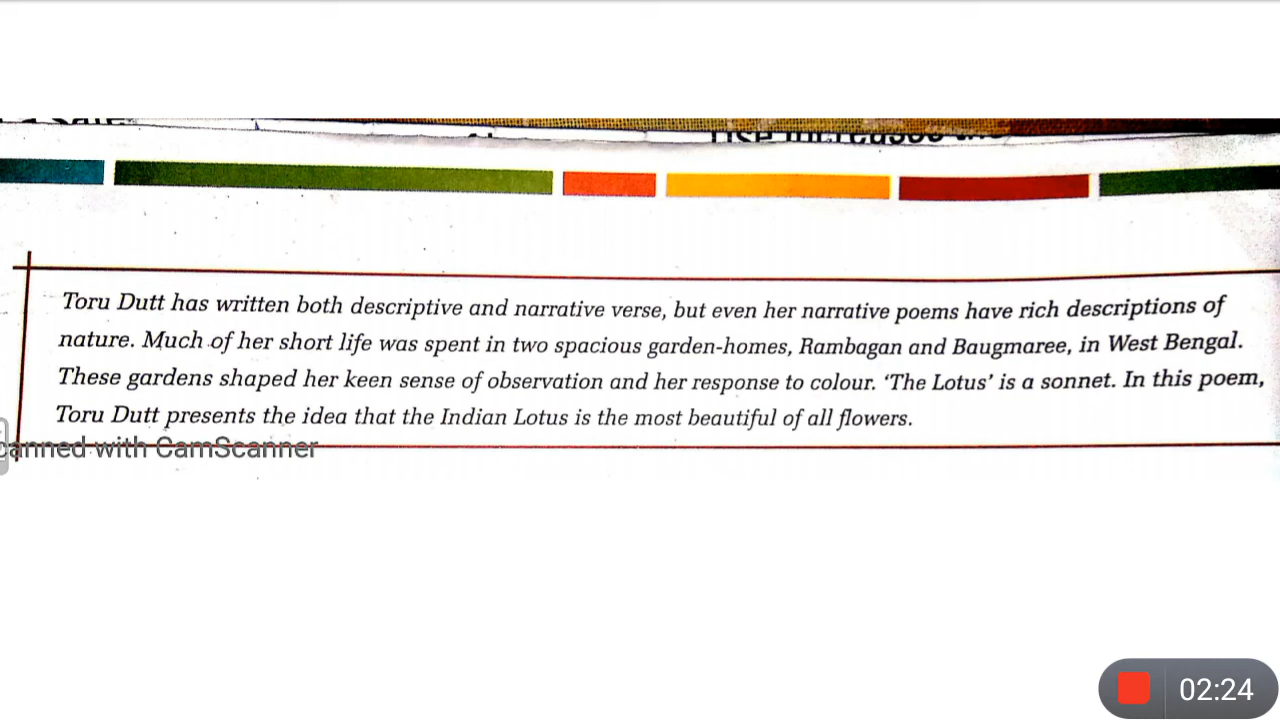 Toru Dutt has written both descriptive and narrative verse, but even her narrative poems have rich descriptions of
nature. Much of her short life was spent in two spacious garden-homes, Rambagan and Baugmaree, in West Bengal.
These gardens shaped her keen sense of observation and her response to colour. ‘The Lotus’ is a sonnet. In this poem,
Toru Dutt presents the idea that the Indian Lotus is the most beautiful of all flowers.
canned with CamScanner
02:24